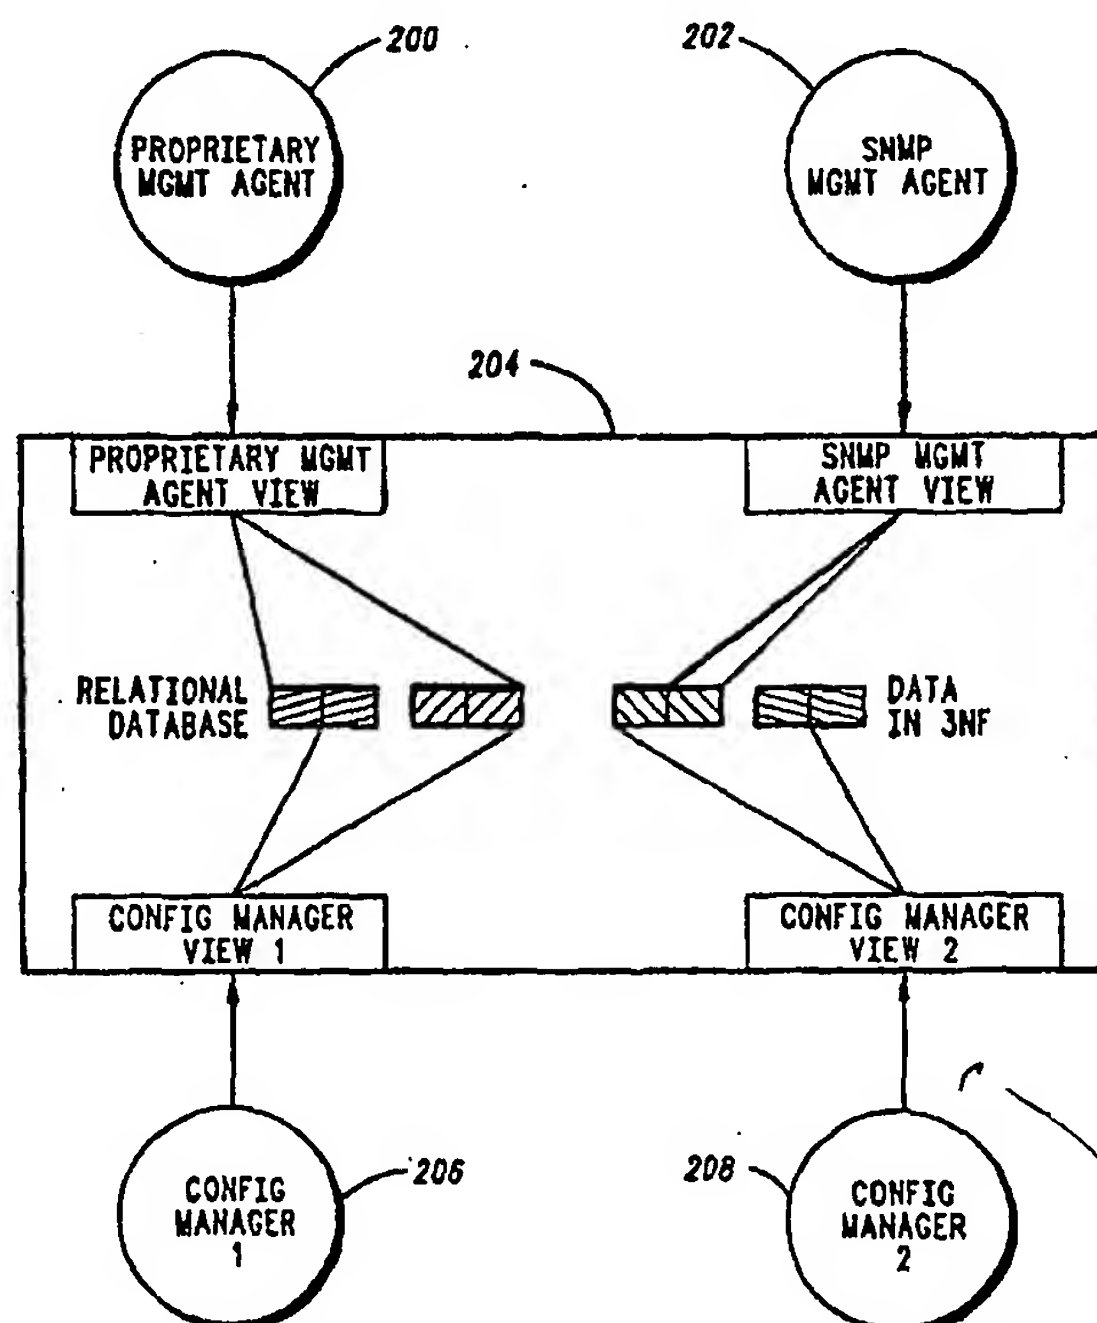 200
202
PROPRIETARY
MGMT AGENT
SNMP
MGMT AGENT
204
PROPRIETARY MGMT
AGENT VIEW
SNMP MGMT
AGENT VIEW
RELATIONAL
DATABASE
DATA
IN 3NF
CONFIG MANAGER
VIEW 1
CONFIG MANAGER
VIEW 2
206
208
CONFIG
MANAGER
1
CONFIG
MANAGER
2